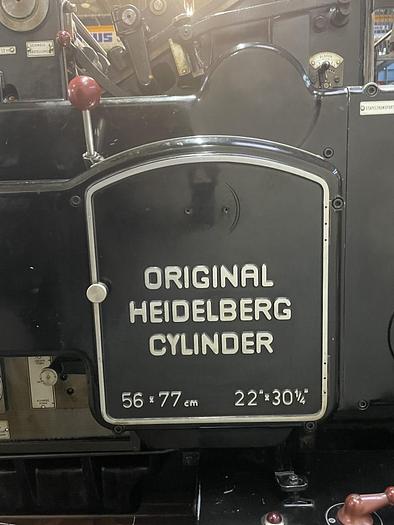 ORIGINAL
HEIDELBERG
CYLINDER
56 x 77 cm 22" x 30¼"